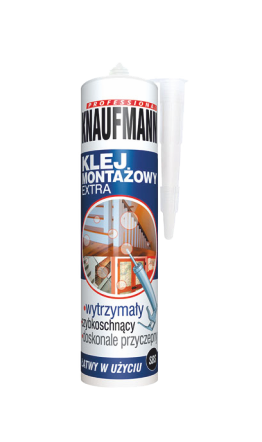 PROFESSIONAL
KNAUFMANN
KLEJ
MONTAŻOWY
EXTRA
•wytrzymały
•szybkoschnący
•doskonale przyczepny
ŁATWY W UŻYCIU